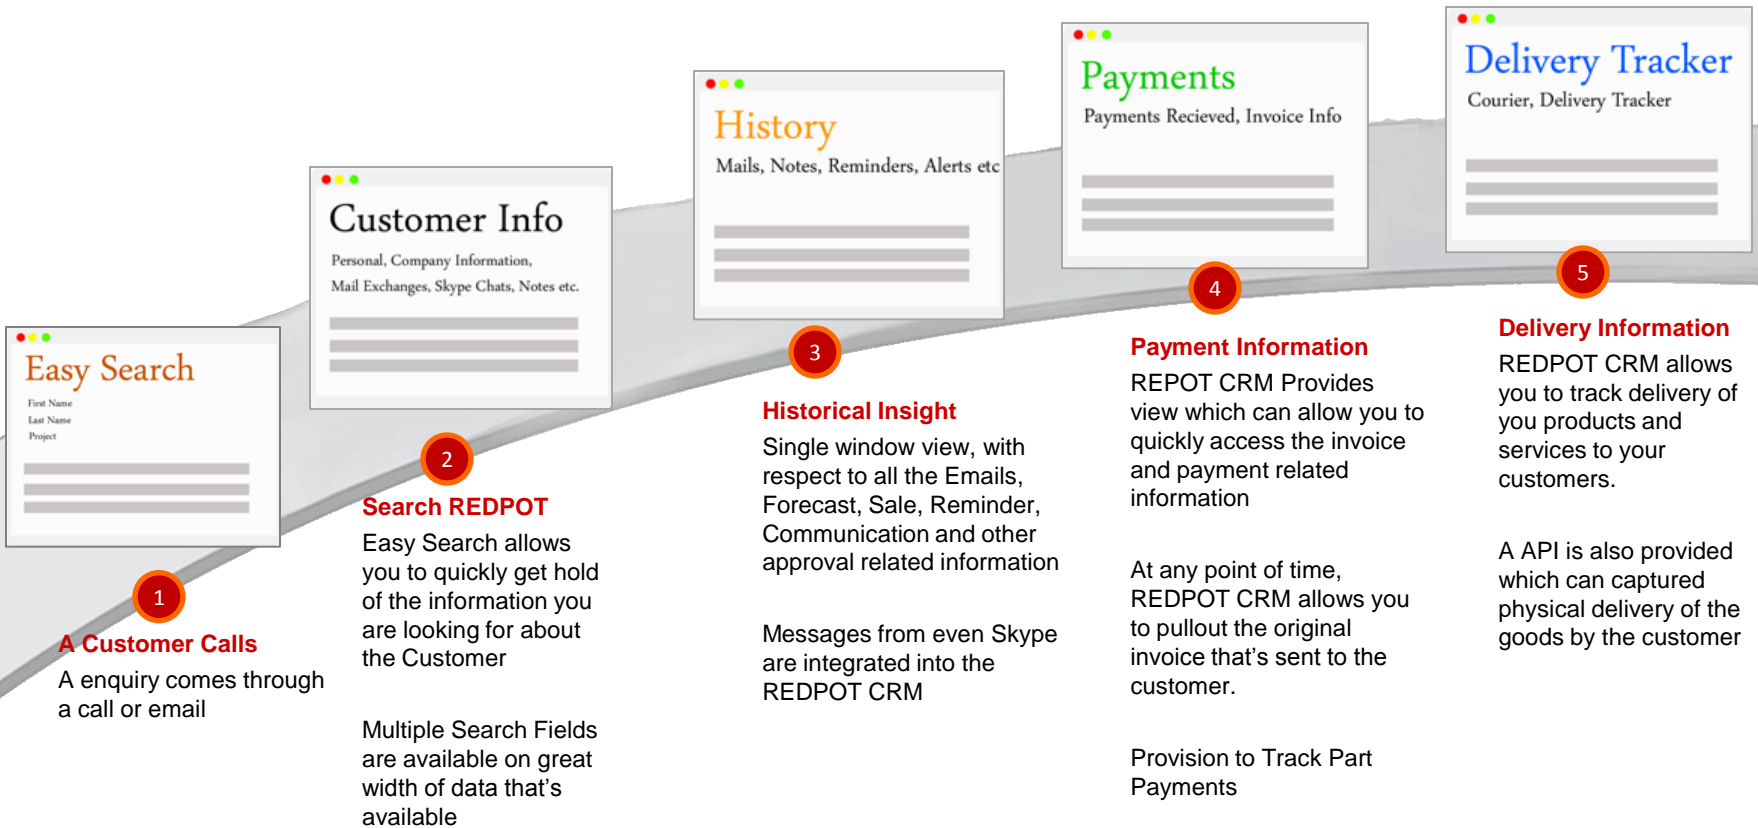 Easy Search
First Name
Last Name
Project
1
A Customer Calls
A enquiry comes through
a call or email
Customer Info
Personal, Company Information,
Mail Exchanges, Skype Chats, Notes etc.
2
Search REDPOT
Easy Search allows
you to quickly get hold
of the information you
are looking for about
the Customer
Multiple Search Fields
are available on great
width of data that's
available
History
Mails, Notes, Reminders, Alerts etc
3
Historical Insight
Single window view, with
respect to all the Emails,
Forecast, Sale, Reminder,
Communication and other
approval related information
Messages from even Skype
are integrated into the
REDPOT CRM
Payments
Payments Recieved, Invoice Info
4
Payment Information
REPOT CRM Provides
view which can allow you to
quickly access the invoice
and payment related
information
At any point of time,
REDPOT CRM allows you
to pullout the original
invoice that's sent to the
customer.
Provision to Track Part
Payments
Delivery Tracker
Courier, Delivery Tracker
5
Delivery Information
REDPOT CRM allows
you to track delivery of
you products and
services to your
customers.
A API is also provided
which can captured
physical delivery of the
goods by the customer